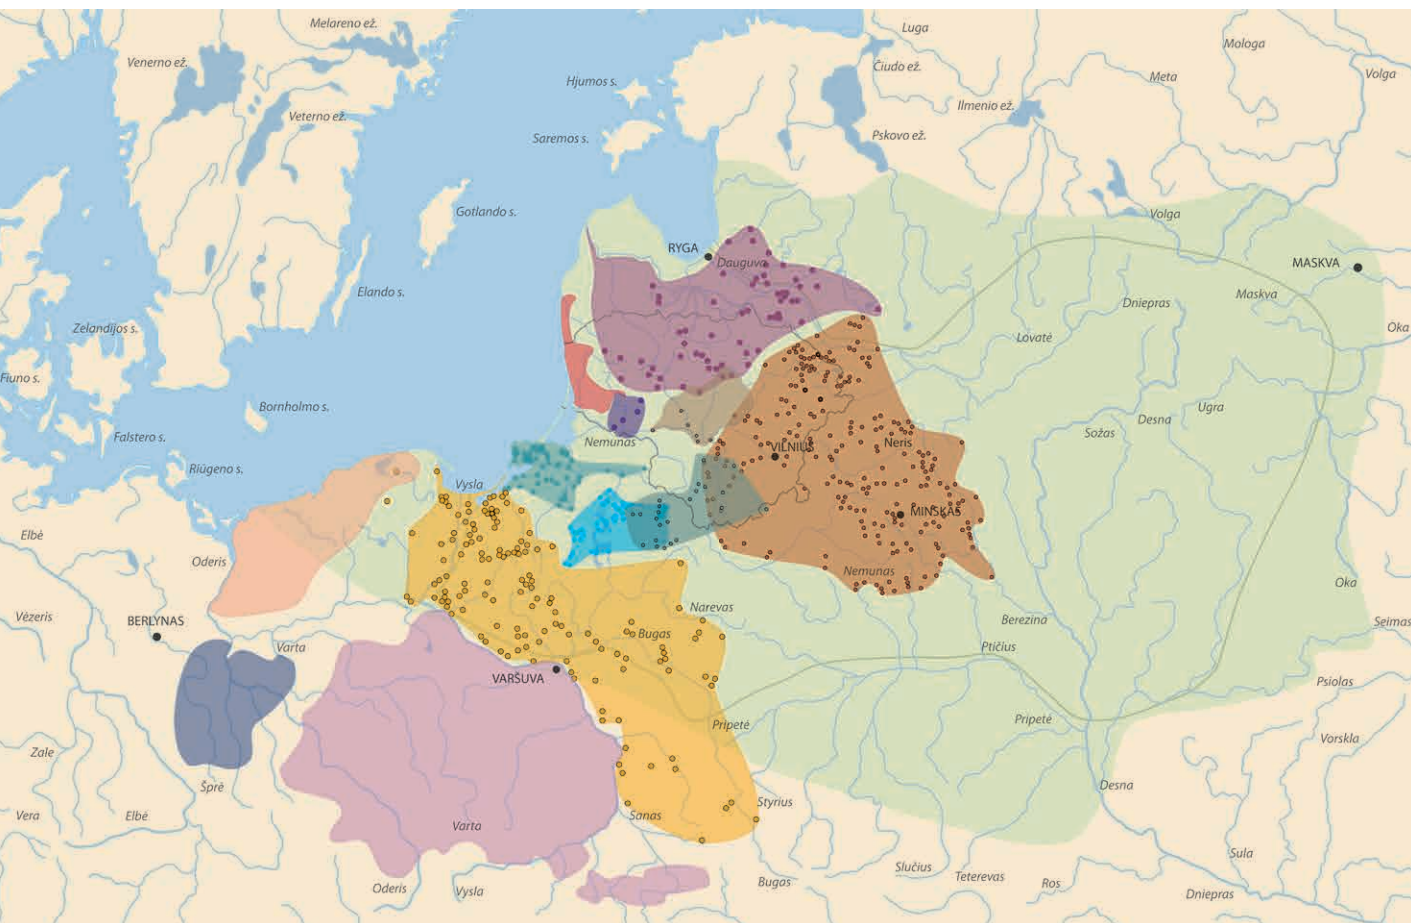 Melareno ež.
Luga
Mologa
Volga
Venerno ež.
Čiudo ež.
Meta
Hjumos s.
Ilmenio ež.
Veterno ež.
Saremos s.
Pskovo ež.
Gotlando s.
Volga
RYGA
Dauguva
MASKVA
Elando s.
Maskva
Dniepras
Zelandijos s.
Oka
Lovatė
Fiuno s.
Bornholmo s.
Ugra
Desna
Sožas
Falstero s.
Nemunas
Neris
VILNIUS
Riūgeno s.
Vysla
MINSKAS
Elbė
Oderis
Nemunas
Oka
Narevas
Vėzeris
BERLYNAS
Berezina
Seimas
Bugas
Varta
Ptičius
VARŠUVA
Psiolas
Pripetė
Pripetė
Vorskla
Zale
Šprė
Desna
Styrius
Vera
Elbė
Sanas
Varta
Sula
Slučius
Teterevas
Bugas
Ros
Oderis
Vysla
Dniepras